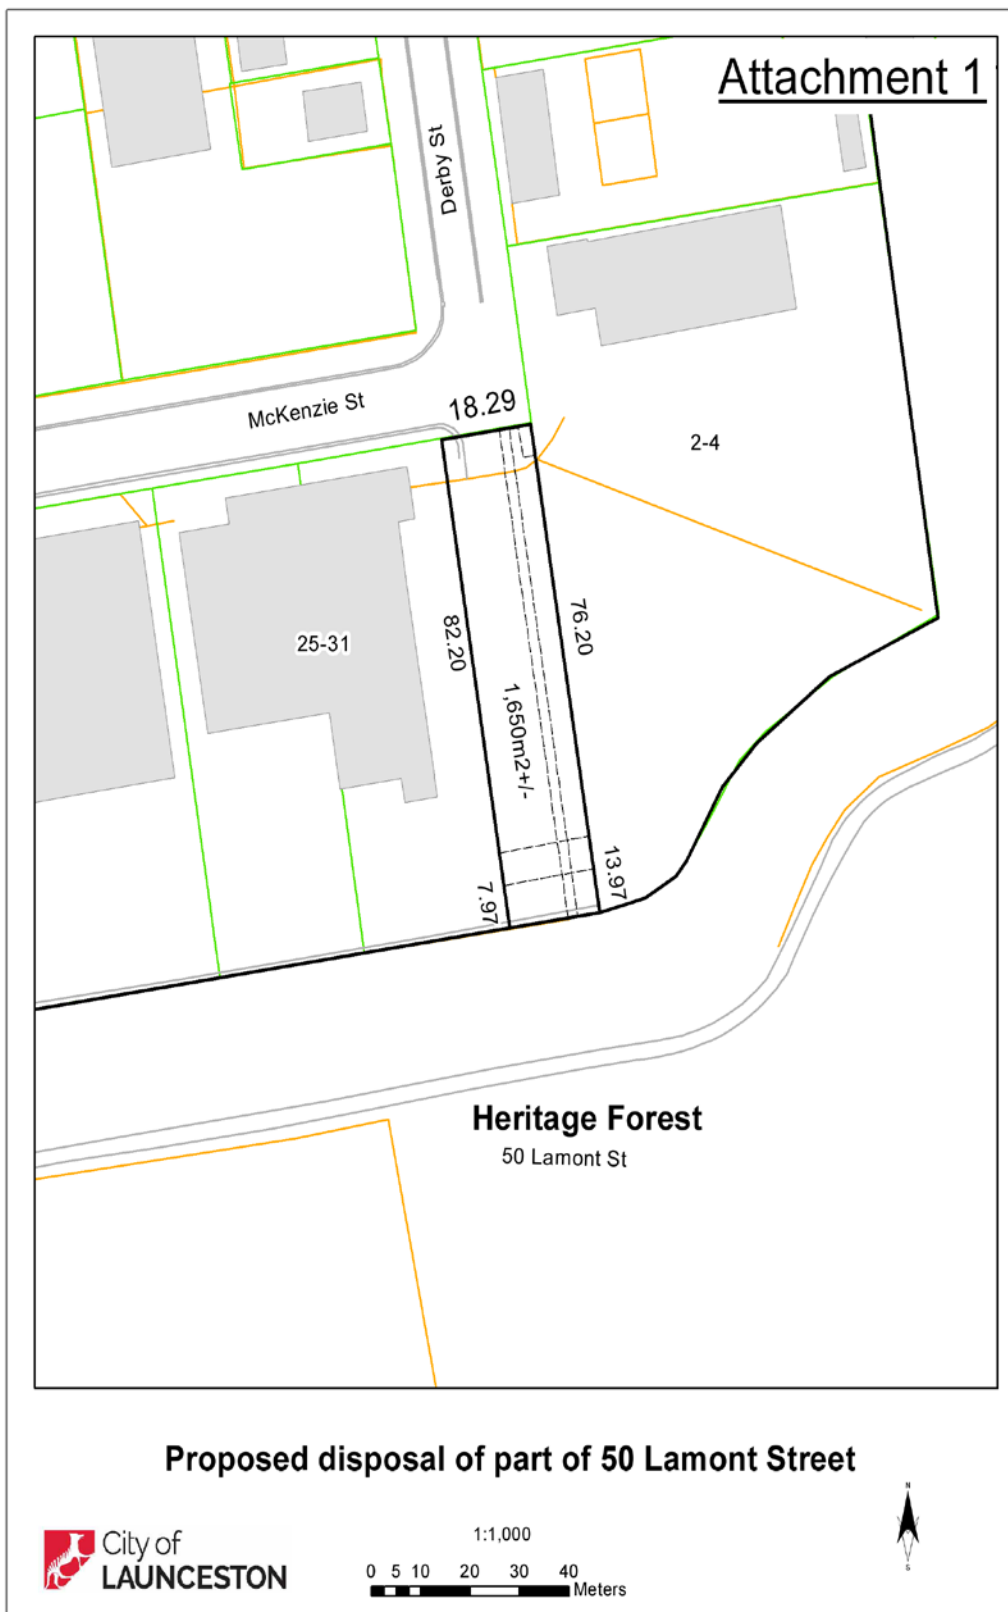 Attachment 1
Derby St
McKenzie St
18.29
2-4
25-31
82.20
76.20
1,650m2+/-
7.97
13.97
Heritage Forest
50 Lamont St
Proposed disposal of part of 50 Lamont Street
N
S
City of
LAUNCESTON
1:1,000
0 5 10 20 30 40
Meters